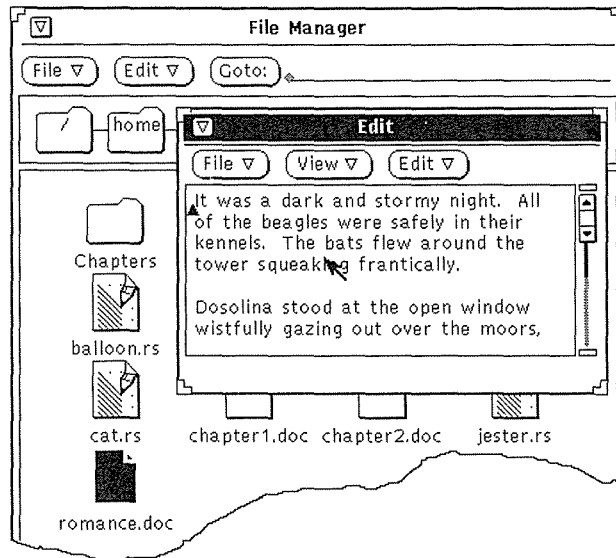 File Manager
File Edit Goto:
/ home
Edit
File View Edit
It was a dark and stormy night. All
of the beagles were safely in their
kennels. The bats flew around the
tower squeaking frantically.
Dosolina stood at the open window
wistfully gazing out over the moors,
Chapters
balloon.rs
cat.rs chapter1.doc chapter2.doc jester.rs
romance.doc